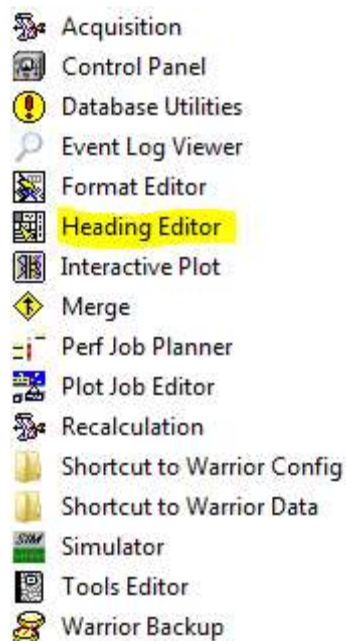 Acquisition
Control Panel
Database Utilities
Event Log Viewer
Format Editor
Heading Editor
Interactive Plot
Merge
Perf Job Planner
Plot Job Editor
Recalculation
Shortcut to Warrior Config
Shortcut to Warrior Data
SIM Simulator
Tools Editor
Warrior Backup